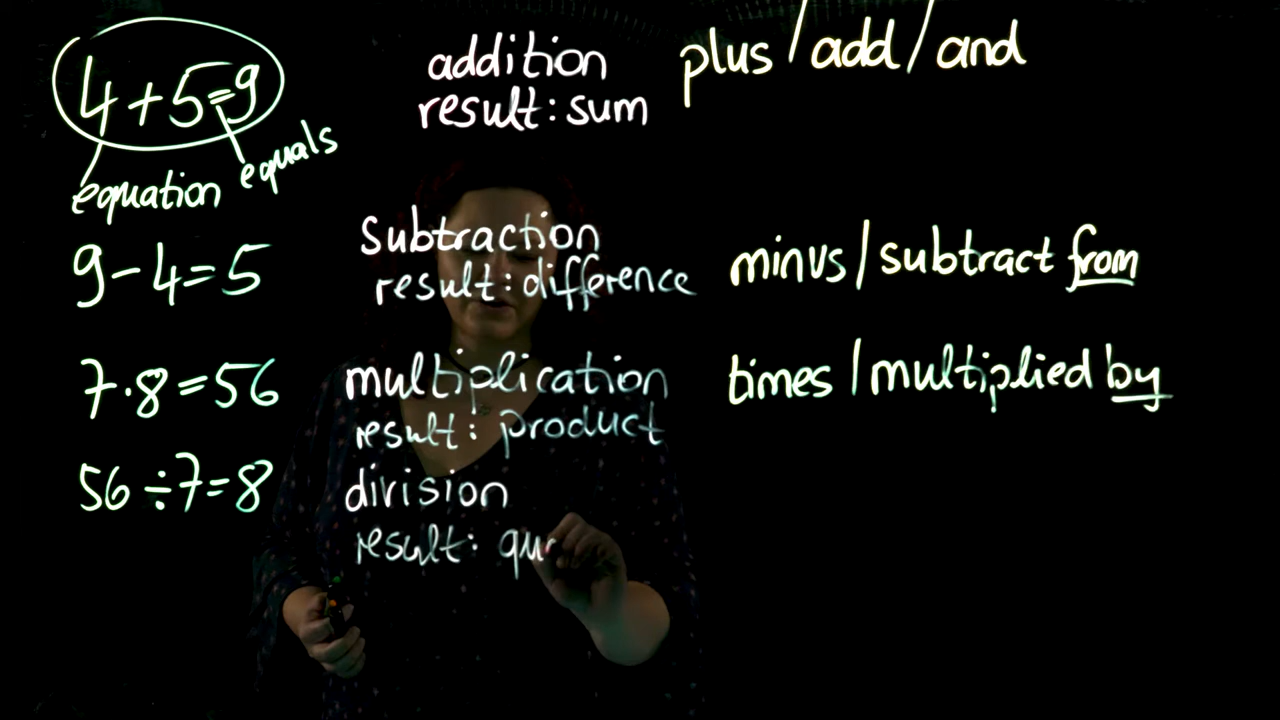 4+5=9
addition
plus / add / and
result: sum
equation
equals
9-4=5
Subtraction
minus / subtract from
result: difference
7·8=56
multiplication
times / multiplied by
result: product
56÷7=8
division
result: qu